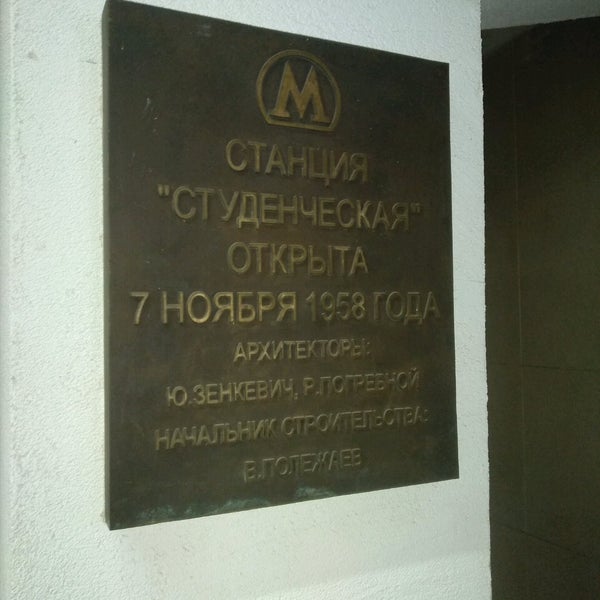 М
СТАНЦИЯ
"СТУДЕНЧЕСКАЯ"
ОТКРЫТА
7 НОЯБРЯ 1958 ГОДА
АРХИТЕКТОРЫ:
Ю.ЗЕНКЕВИЧ, Р.ПОГРЕБНОЙ
НАЧАЛЬНИК СТРОИТЕЛЬСТВА:
В.ПОЛЕЖАЕВ